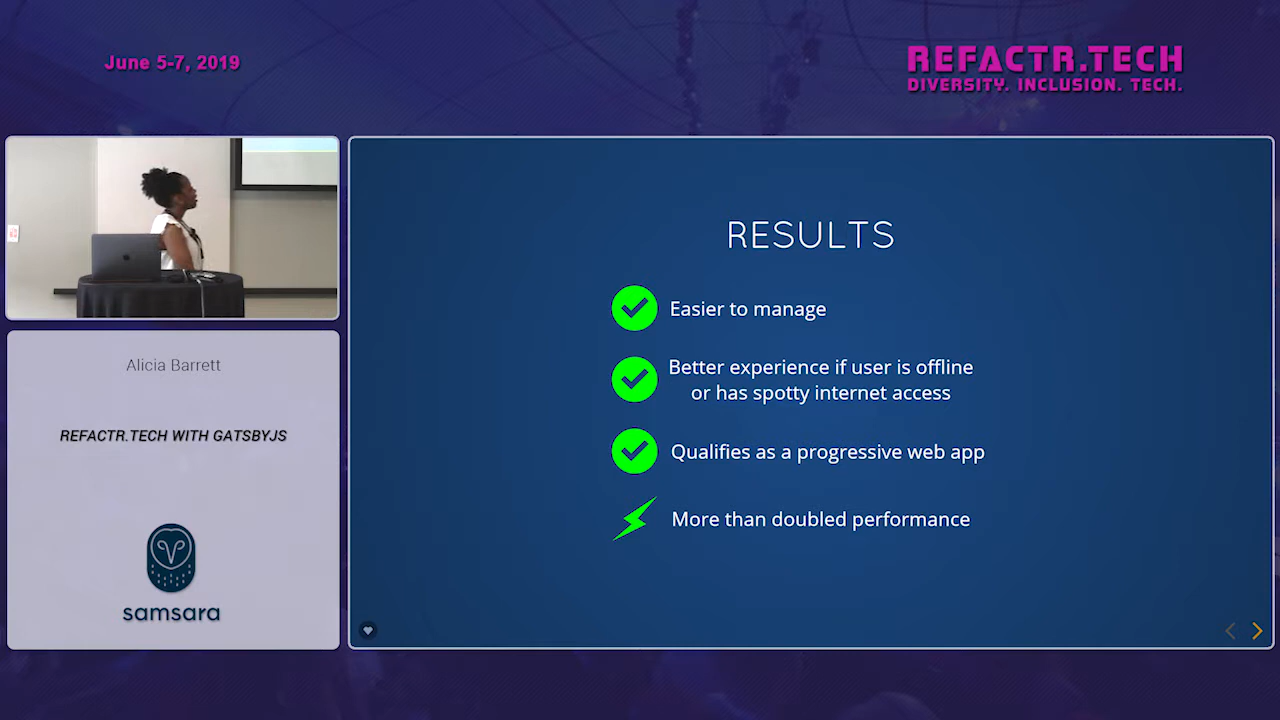 June 5-7, 2019
REFACTR.TECH
DIVERSITY. INCLUSION. TECH.
Alicia Barrett
REFACTR.TECH WITH GATSBYJS
samsara
RESULTS
Easier to manage
Better experience if user is offline
or has spotty internet access
Qualifies as a progressive web app
More than doubled performance